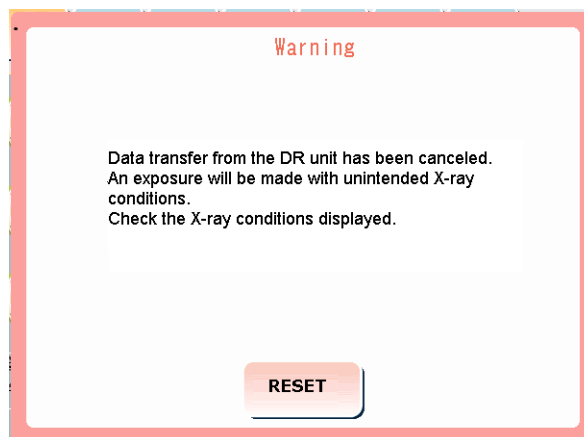 Warning
Data transfer from the DR unit has been canceled.
An exposure will be made with unintended X-ray
conditions.
Check the X-ray conditions displayed.
RESET